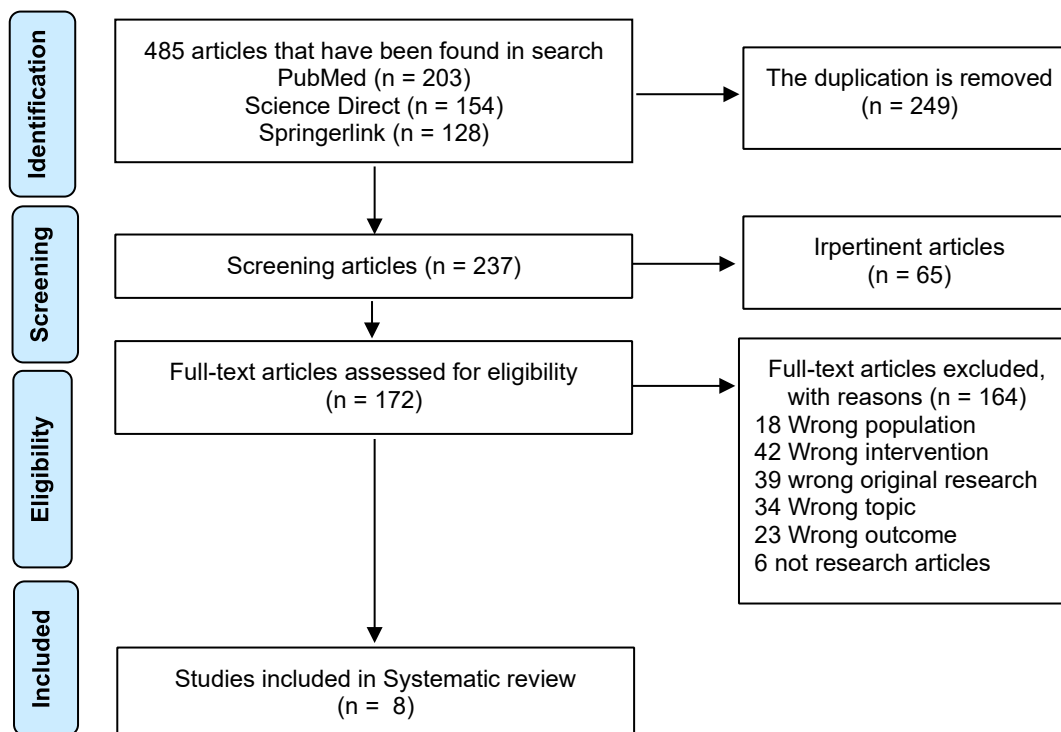 Identification
485 articles that have been found in search
PubMed (n = 203)
Science Direct (n = 154)
Springerlink (n = 128)
The duplication is removed
(n = 249)
Screening
Screening articles (n = 237)
Irpertinent articles
(n = 65)
Eligibility
Full-text articles assessed for eligibility
(n = 172)
Full-text articles excluded,
with reasons (n = 164)
18 Wrong population
42 Wrong intervention
39 wrong original research
34 Wrong topic
23 Wrong outcome
6 not research articles
Included
Studies included in Systematic review
(n = 8)